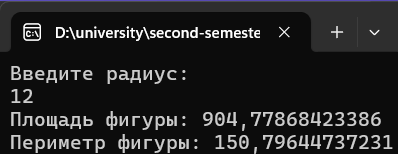 D:\university\second-semeste
Введите радиус:
12
Площадь фигуры: 904,77868423386
Периметр фигуры: 150,79644737231